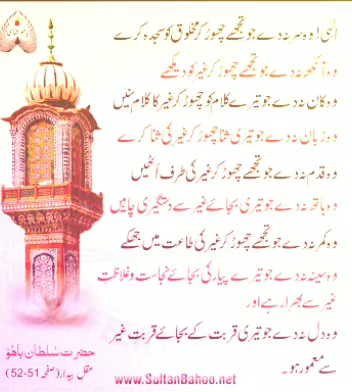 الٰہی! وہ سر نہ دے جو تجھے چھوڑ کر مخلوق کو سجدہ کرے
وہ آنکھ نہ دے جو تجھے چھوڑ کر غیر کو دیکھے
وہ کان نہ دے جو تیرے کلام کو چھوڑ کر غیر کا کلام سنیں
وہ زبان نہ دے جو تیری ثنا چھوڑ کر غیر کی ثنا کرے
وہ قدم نہ دے جو تجھے چھوڑ کر غیر کی طرف اٹھیں
وہ ہاتھ نہ دے جو تیری بجائے غیر سے دستگیری چاہیں
وہ کمر نہ دے جو تجھے چھوڑ کر غیر کی طاعت میں جھکے
وہ سینہ نہ دے جو تیرے پیار کی بجائے نجاست و غلاظتِ
غیر سے بھرا رہے اور
وہ دل نہ دے جو تیری قربت کے بجائے قربتِ غیر
سے معمور ہو۔
حضرت سلطان باھوؒ
عقل بیدار (صفحہ 51-52)
www.SultanBahoo.net